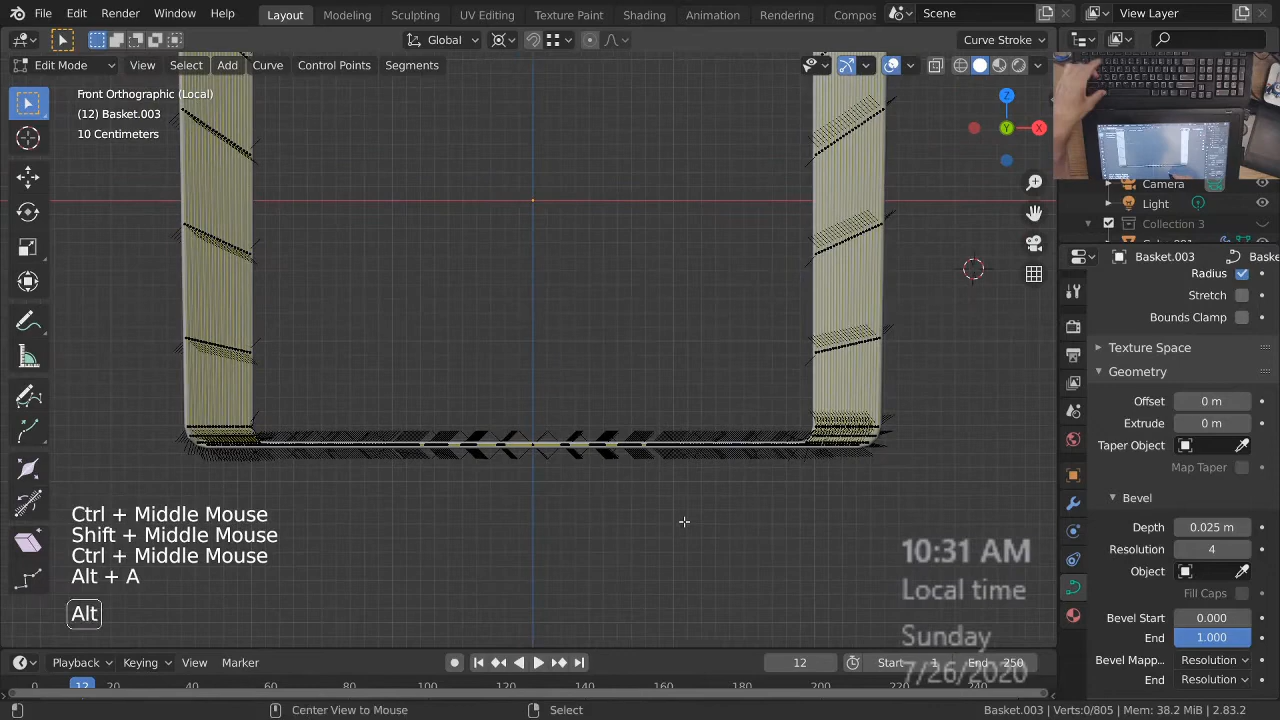 File Edit Render Window Help Layout Modeling Sculpting UV Editing Texture Paint Shading Animation Rendering Compos Scene View Layer
Global Curve Stroke
Edit Mode View Select Add Curve Control Points Segments
Front Orthographic (Local)
(12) Basket.003
10 Centimeters
Z
Y
X
Camera
Light
Collection 3
Basket.003 Baske
Radius
Stretch
Bounds Clamp
Texture Space
Geometry
Offset 0 m
Extrude 0 m
Taper Object
Map Taper
Bevel
Depth 0.025 m
Resolution 4
Object
Fill Caps
Bevel Start 0.000
End 1.000
Bevel Mapp... Resolution
End Resolution
Ctrl + Middle Mouse
Shift + Middle Mouse
Ctrl + Middle Mouse
Alt + A
Alt
10:31 AM
Local time
Sunday
7/26/2020
Playback Keying View Marker 12 Start 1 End 250
0 12 20 40 60 80 100 120 140 160 180 200 220 240
Select Center View to Mouse Select Basket.003 | Verts:0/805 | Mem: 38.2 MiB | 2.83.2